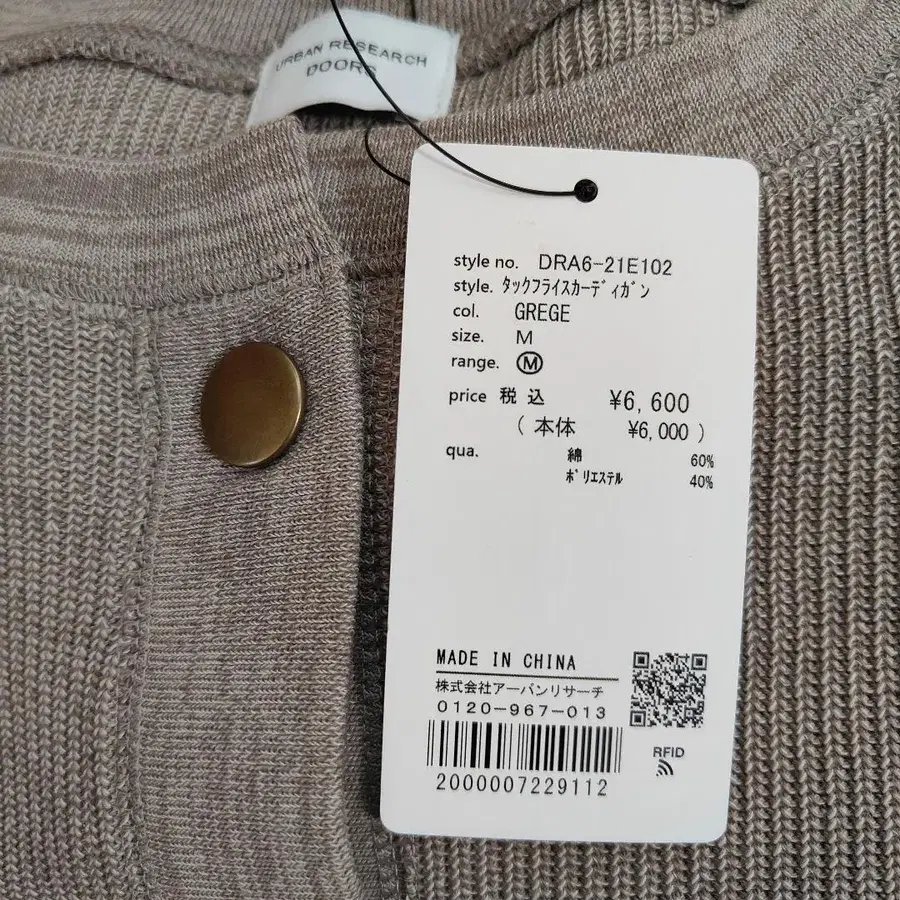 URBAN RESEARCH
DOORS
style no. DRA6-21E102
style. ﾀｯｸﾌﾗｲｽｶｰﾃﾞｨｶﾞﾝ
col. GREGE
size. M
range. Ⓜ
price 税込 ¥6,600
( 本体 ¥6,000 )
qua. 綿 60%
ﾎﾟﾘｴｽﾃﾙ 40%
MADE IN CHINA
株式会社アーバンリサーチ
0120-967-013
RFID
2000007229112